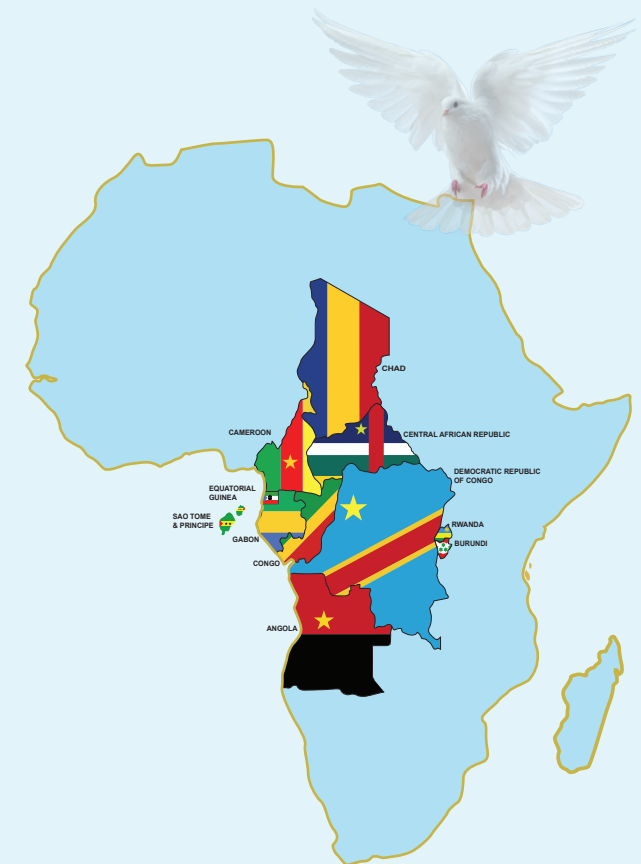 CHAD
CAMEROON
CENTRAL AFRICAN REPUBLIC
DEMOCRATIC REPUBLIC
OF CONGO
EQUATORIAL
GUINEA
SAO TOME
& PRINCIPE
RWANDA
GABON
BURUNDI
CONGO
ANGOLA